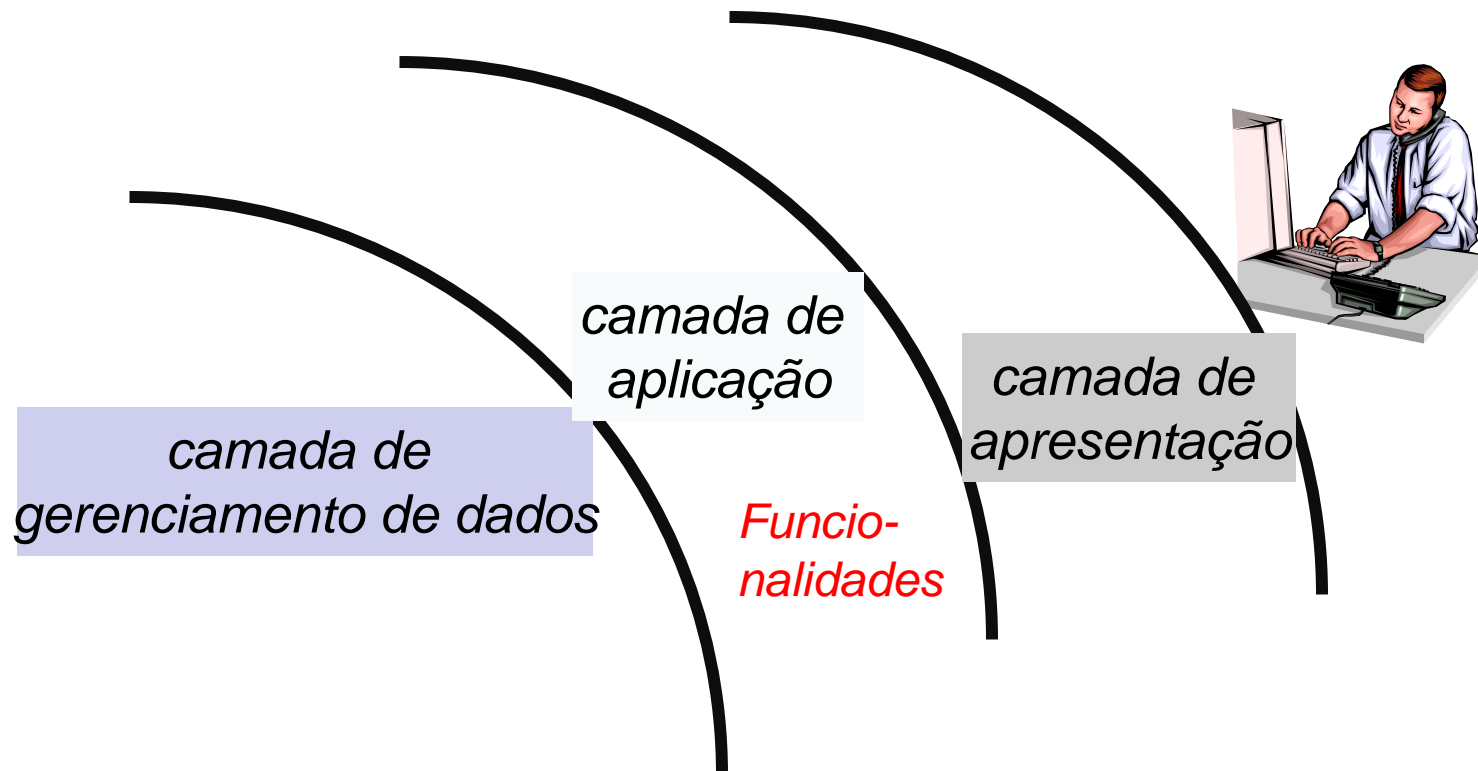 camada de
aplicação
camada de
apresentação
camada de
gerenciamento de dados
Funcio-
nalidades